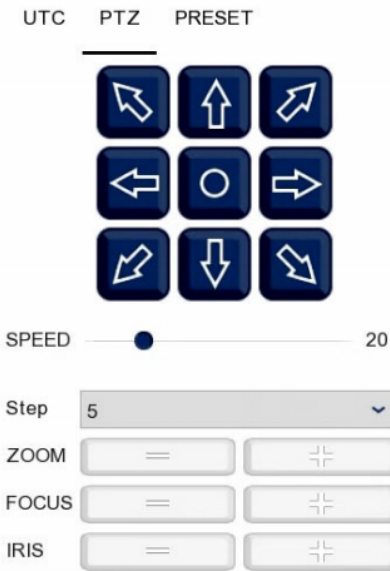 UTC PTZ PRESET
SPEED 20
Step 5
ZOOM
FOCUS
IRIS